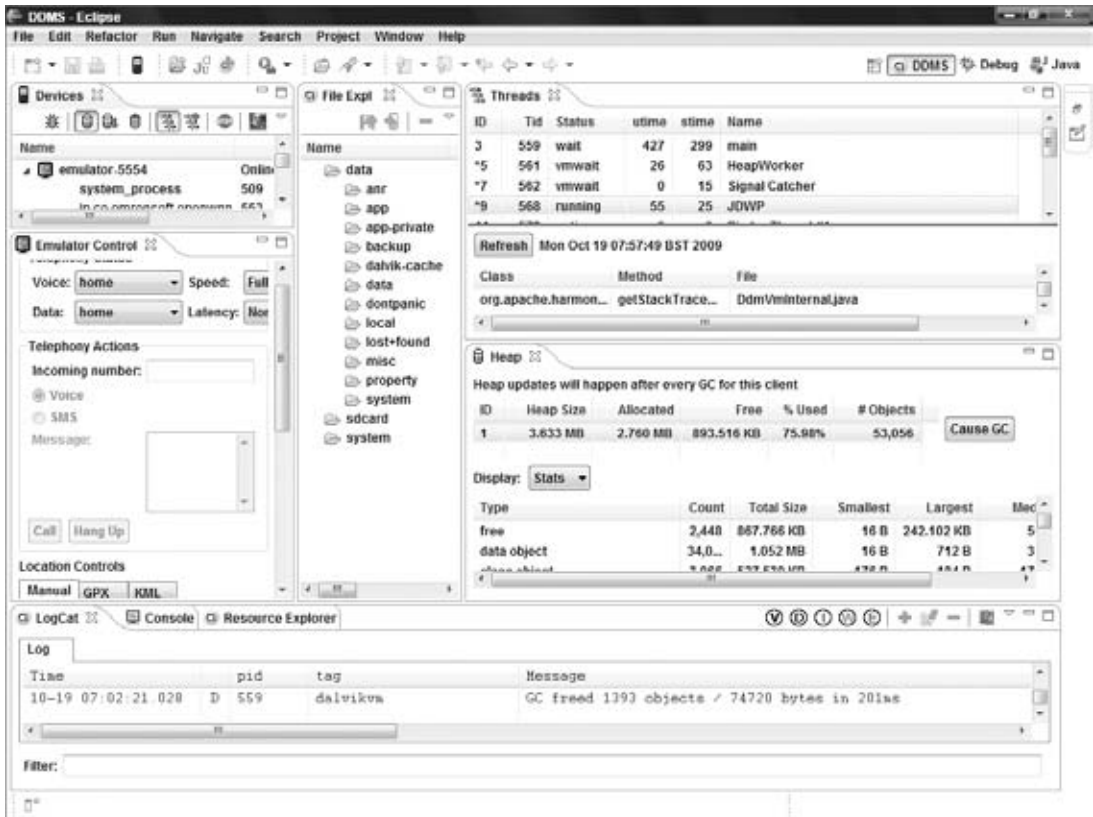 DDMS - Eclipse
File Edit Refactor Run Navigate Search Project Window Help
DDMS Debug Java
Devices
Name
emulator-5554 Online
system_process 509
Emulator Control
Telephony Status
Voice: home Speed: Full
Data: home Latency: Nor
Telephony Actions
Incoming number:
Voice
SMS
Message:
Call Hang Up
Location Controls
Manual GPX KML
File Expl
Name
data
anr
app
app-private
backup
dalvik-cache
data
dontpanic
local
lost+found
misc
property
system
sdcard
system
Threads
ID Tid Status utime stime Name
3 559 wait 427 299 main
*5 561 vmwait 26 63 HeapWorker
*7 562 vmwait 0 15 Signal Catcher
*9 568 running 55 25 JDWP
Refresh Mon Oct 19 07:57:49 BST 2009
Class Method File
org.apache.harmon... getStackTrace... DdmVmInternal.java
Heap
Heap updates will happen after every GC for this client
ID Heap Size Allocated Free % Used # Objects
1 3.633 MB 2.760 MB 893.516 KB 75.98% 53,056
Cause GC
Display: Stats
Type Count Total Size Smallest Largest Med
free 2,448 867.766 KB 16 B 242.102 KB 5
data object 34,0... 1.052 MB 16 B 712 B 3
LogCat Console Resource Explorer
V D I W E
Log
Time pid tag Message
10-19 07:02:21.028 D 559 dalvikvm GC freed 1393 objects / 74720 bytes in 201ms
Filter: